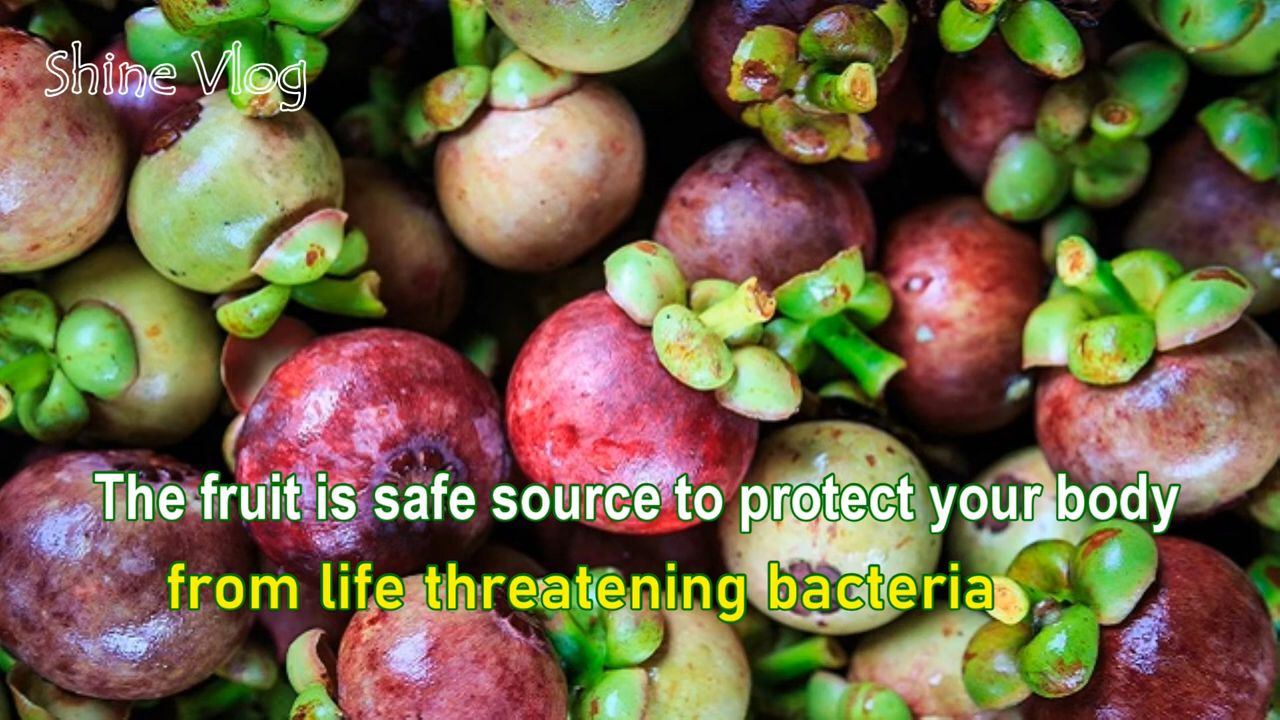 Shine Vlog
The fruit is safe source to protect your body
from life threatening bacteria